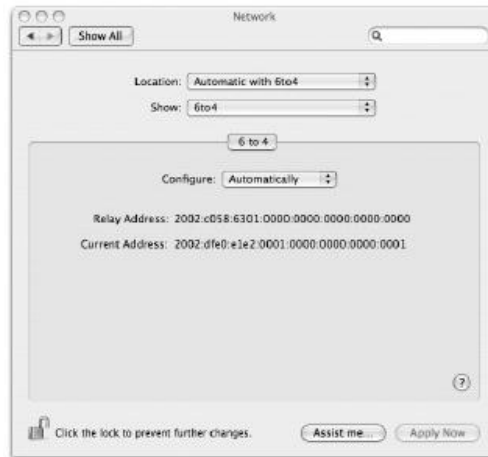 Network
Show All
Location: Automatic with 6to4
Show: 6to4
6 to 4
Configure: Automatically
Relay Address: 2002:c058:6301:0000:0000:0000:0000:0000
Current Address: 2002:dfe0:e1e2:0001:0000:0000:0000:0001
?
Click the lock to prevent further changes.
Assist me...
Apply Now